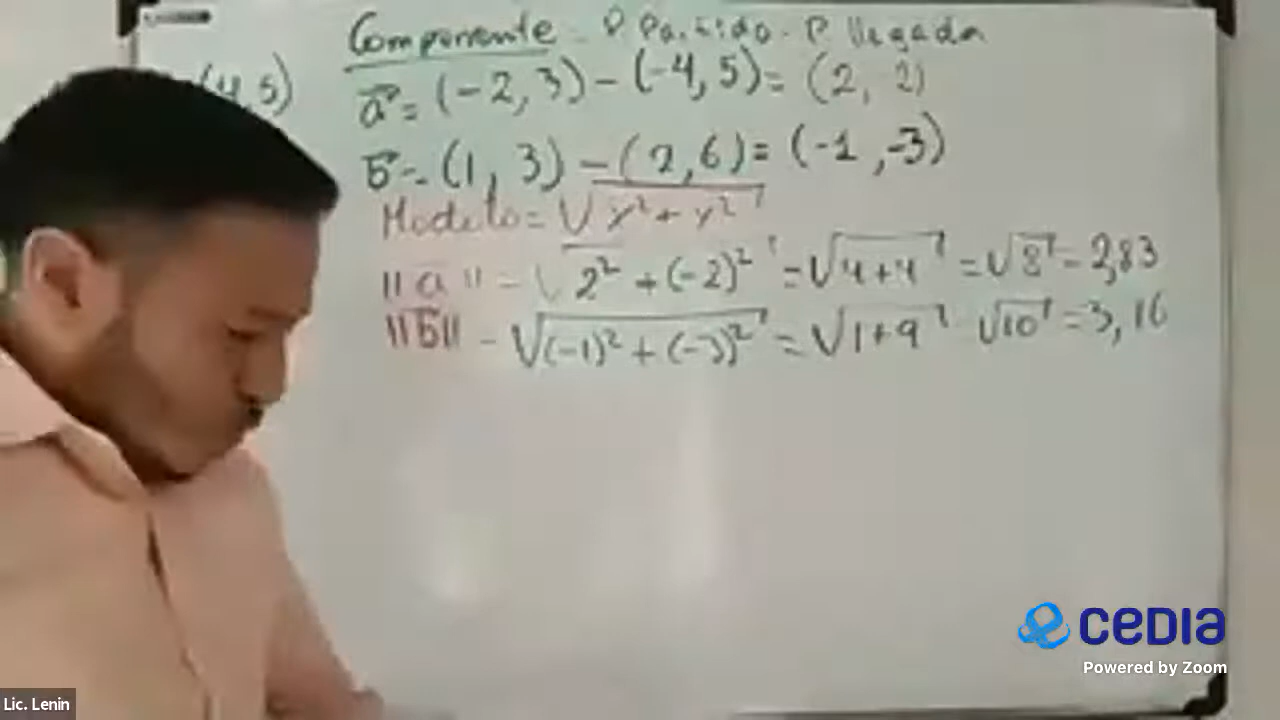 Componente = P Partido - P llegada
(4,5)
a⃗ = (-2, 3) - (-4, 5) = (2, 2)
b⃗ = (1, 3) - (2, 6) = (-1, -3)
Modelo = √x² + y²
||a|| = √2² + (-2)² = √4+4 = √8 = 2,83
||b|| = √(-1)² + (-3)² = √1+9 √10 = 3,16
CEDIA
Powered by Zoom
Lic. Lenin